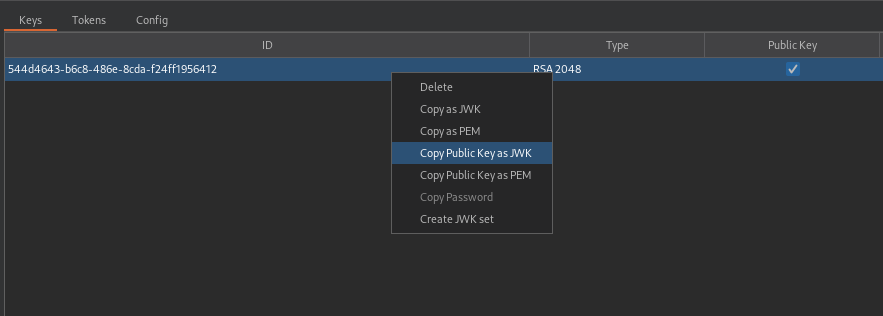 Keys Tokens Config
ID Type Public Key
544d4643-b6c8-486e-8cda-f24ff1956412 RSA 2048
Delete
Copy as JWK
Copy as PEM
Copy Public Key as JWK
Copy Public Key as PEM
Copy Password
Create JWK set